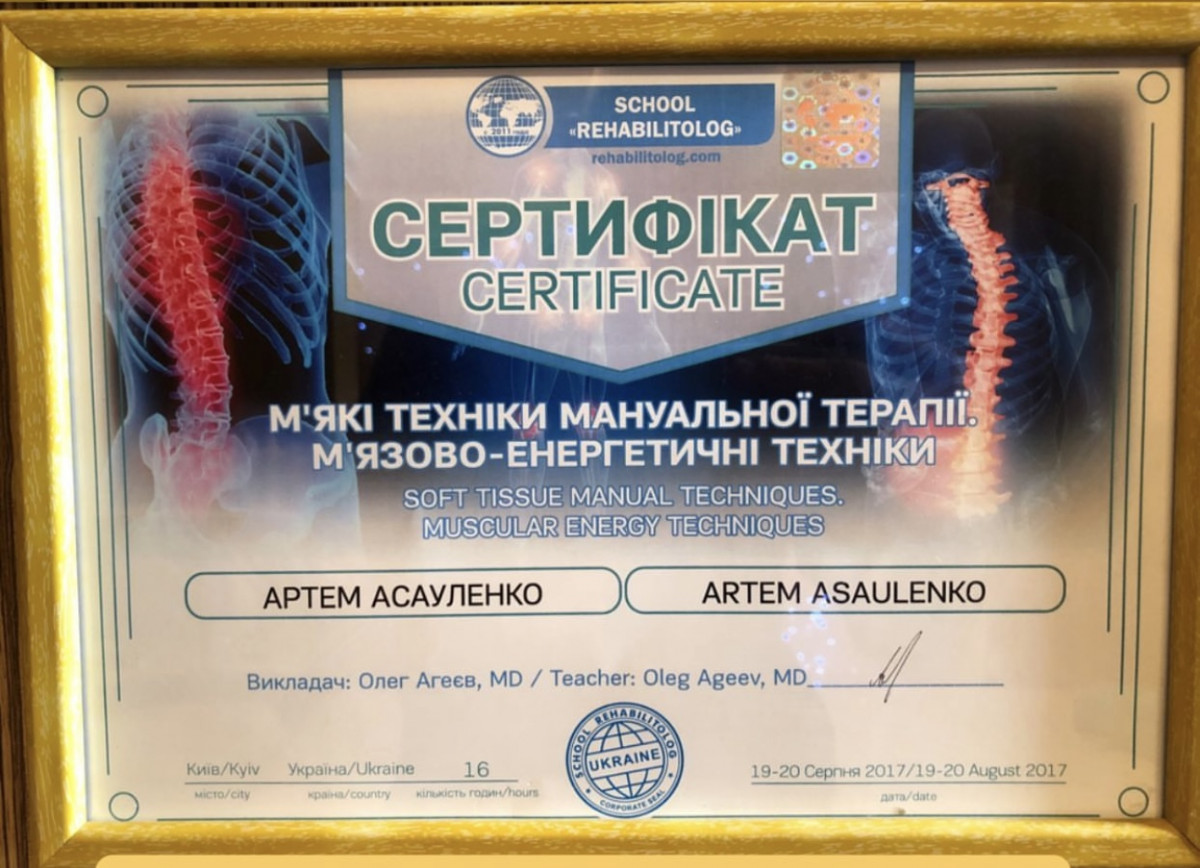 SCHOOL
«REHABILITOLOG»
rehabilitolog.com
с 2011 года
СЕРТИФІКАТ
CERTIFICATE
М'ЯКІ ТЕХНІКИ МАНУАЛЬНОЇ ТЕРАПІЇ.
М'ЯЗОВО-ЕНЕРГЕТИЧНІ ТЕХНІКИ
SOFT TISSUE MANUAL TECHNIQUES.
MUSCULAR ENERGY TECHNIQUES
АРТЕМ АСАУЛЕНКО
ARTEM ASAULENKO
Викладач: Олег Агеєв, MD / Teacher: Oleg Ageev, MD
SCHOOL REHABILITOLOG
UKRAINE
CORPORATE SEAL
Київ/Kyiv Україна/Ukraine 16
місто/city країна/country кількість годин/hours
19-20 Серпня 2017/19-20 August 2017
дата/date